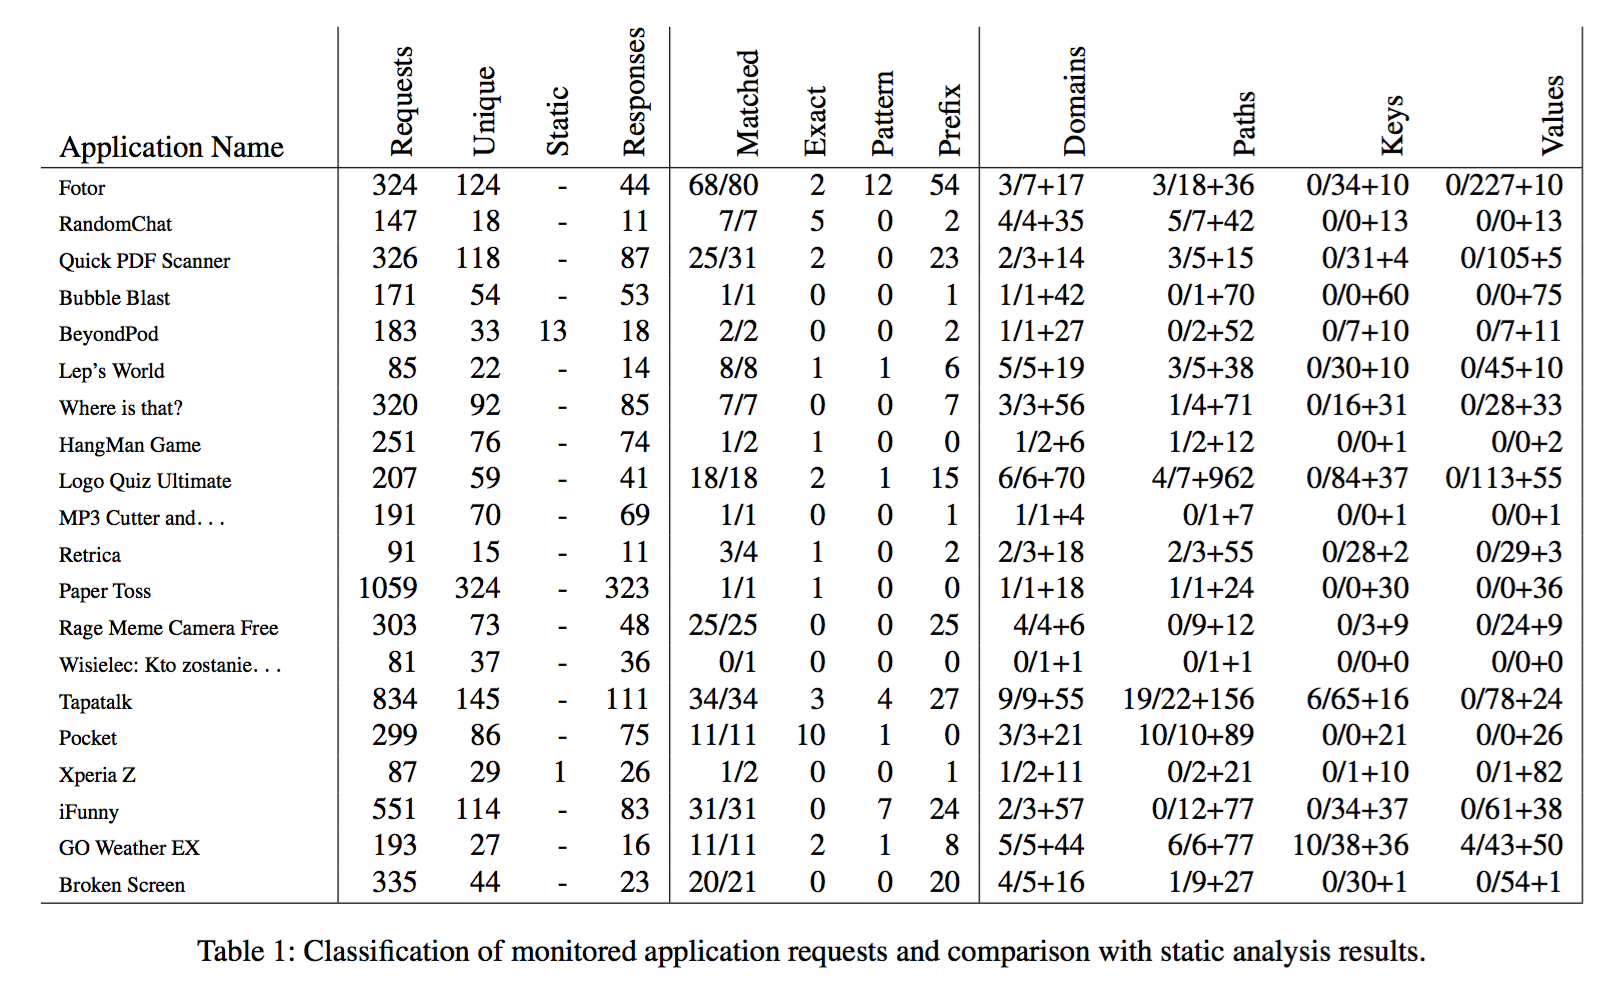 Application Name Requests Unique Static Responses Matched Exact Pattern Prefix Domains Paths Keys Values
Fotor 324 124 - 44 68/80 2 12 54 3/7+17 3/18+36 0/34+10 0/227+10
RandomChat 147 18 - 11 7/7 5 0 2 4/4+35 5/7+42 0/0+13 0/0+13
Quick PDF Scanner 326 118 - 87 25/31 2 0 23 2/3+14 3/5+15 0/31+4 0/105+5
Bubble Blast 171 54 - 53 1/1 0 0 1 1/1+42 0/1+70 0/0+60 0/0+75
BeyondPod 183 33 13 18 2/2 0 0 2 1/1+27 0/2+52 0/7+10 0/7+11
Lep's World 85 22 - 14 8/8 1 1 6 5/5+19 3/5+38 0/30+10 0/45+10
Where is that? 320 92 - 85 7/7 0 0 7 3/3+56 1/4+71 0/16+31 0/28+33
HangMan Game 251 76 - 74 1/2 1 0 0 1/2+6 1/2+12 0/0+1 0/0+2
Logo Quiz Ultimate 207 59 - 41 18/18 2 1 15 6/6+70 4/7+962 0/84+37 0/113+55
MP3 Cutter and... 191 70 - 69 1/1 0 0 1 1/1+4 0/1+7 0/0+1 0/0+1
Retrica 91 15 - 11 3/4 1 0 2 2/3+18 2/3+55 0/28+2 0/29+3
Paper Toss 1059 324 - 323 1/1 1 0 0 1/1+18 1/1+24 0/0+30 0/0+36
Rage Meme Camera Free 303 73 - 48 25/25 0 0 25 4/4+6 0/9+12 0/3+9 0/24+9
Wisielec: Kto zostanie... 81 37 - 36 0/1 0 0 0 0/1+1 0/1+1 0/0+0 0/0+0
Tapatalk 834 145 - 111 34/34 3 4 27 9/9+55 19/22+156 6/65+16 0/78+24
Pocket 299 86 - 75 11/11 10 1 0 3/3+21 10/10+89 0/0+21 0/0+26
Xperia Z 87 29 1 26 1/2 0 0 1 1/2+11 0/2+21 0/1+10 0/1+82
iFunny 551 114 - 83 31/31 0 7 24 2/3+57 0/12+77 0/34+37 0/61+38
GO Weather EX 193 27 - 16 11/11 2 1 8 5/5+44 6/6+77 10/38+36 4/43+50
Broken Screen 335 44 - 23 20/21 0 0 20 4/5+16 1/9+27 0/30+1 0/54+1
Table 1: Classification of monitored application requests and comparison with static analysis results.